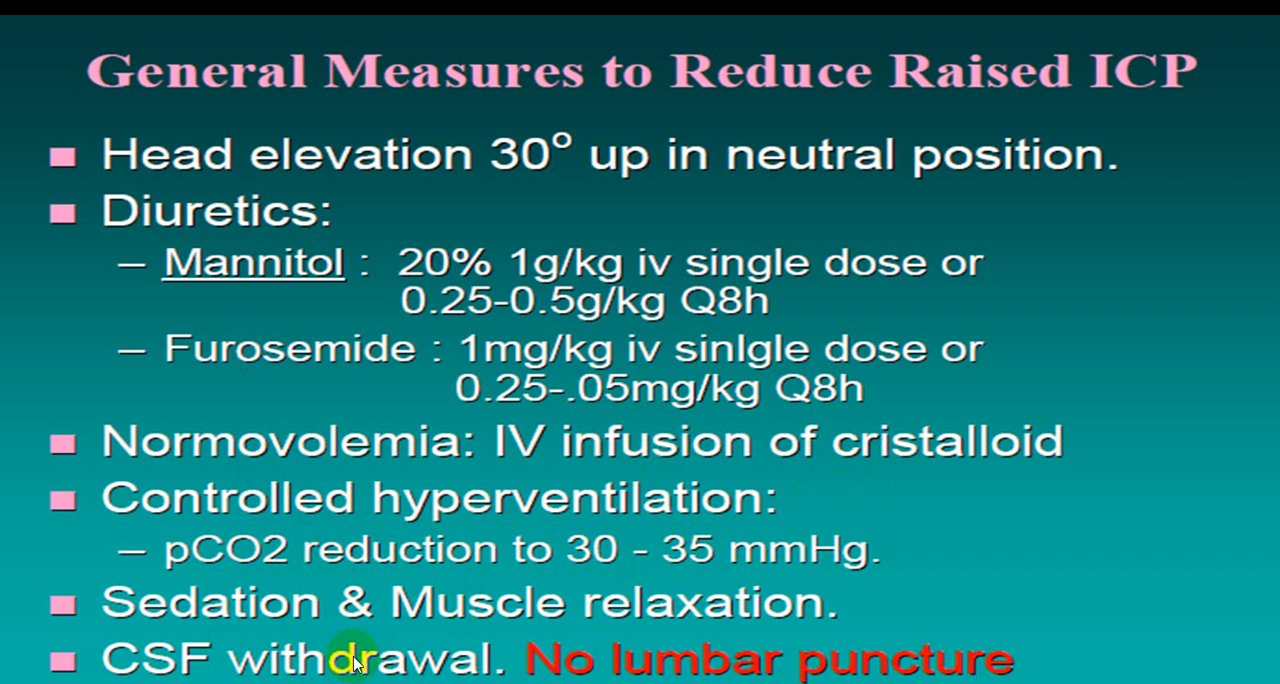 General Measures to Reduce Raised ICP
■ Head elevation 30° up in neutral position.
■ Diuretics:
– Mannitol : 20% 1g/kg iv single dose or
0.25-0.5g/kg Q8h
– Furosemide : 1mg/kg iv sinlgle dose or
0.25-.05mg/kg Q8h
■ Normovolemia: IV infusion of cristalloid
■ Controlled hyperventilation:
– pCO2 reduction to 30 - 35 mmHg.
■ Sedation & Muscle relaxation.
■ CSF withdrawal. No lumbar puncture